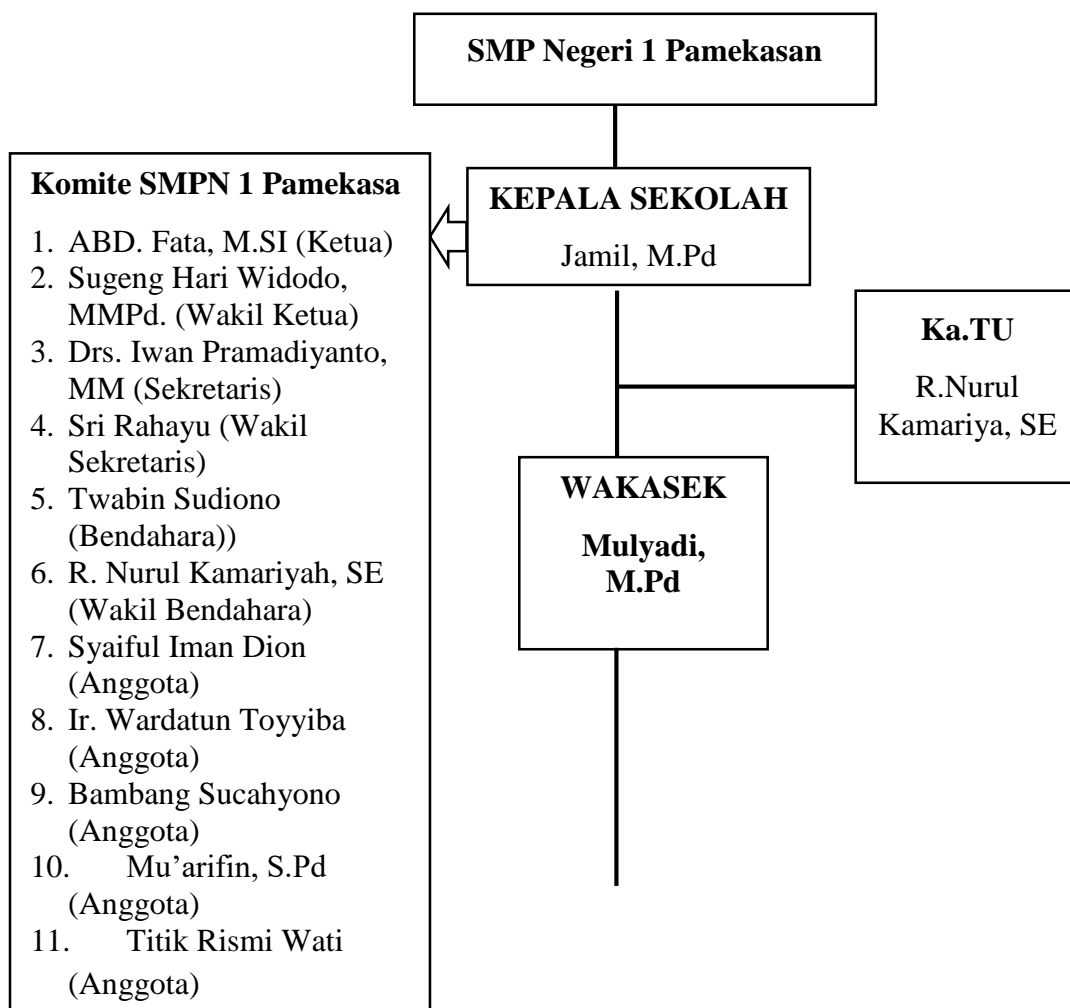 SMP Negeri 1 Pamekasan
Komite SMPN 1 Pamekasa
1. ABD. Fata, M.SI (Ketua)
2. Sugeng Hari Widodo,
MMPd. (Wakil Ketua)
3. Drs. Iwan Pramadiyanto,
MM (Sekretaris)
4. Sri Rahayu (Wakil
Sekretaris)
5. Twabin Sudiono
(Bendahara))
6. R. Nurul Kamariyah, SE
(Wakil Bendahara)
7. Syaiful Iman Dion
(Anggota)
8. Ir. Wardatun Toyyiba
(Anggota)
9. Bambang Sucahyono
(Anggota)
10. Mu’arifin, S.Pd
(Anggota)
11. Titik Rismi Wati
(Anggota)
KEPALA SEKOLAH
Jamil, M.Pd
Ka.TU
R.Nurul
Kamariya, SE
WAKASEK
Mulyadi,
M.Pd